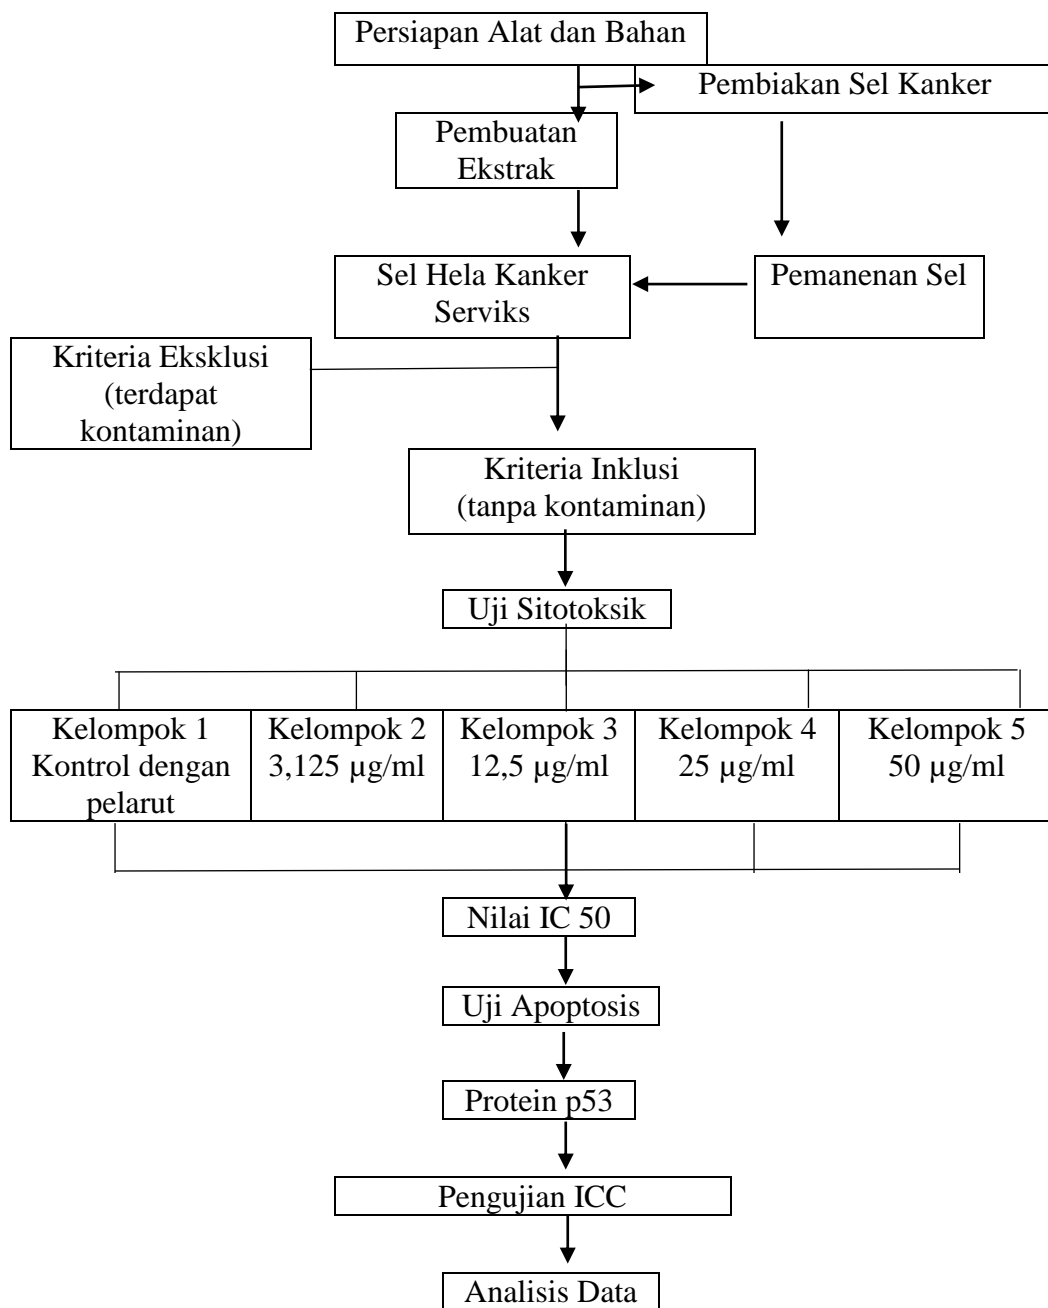 Persiapan Alat dan Bahan
Pembiakan Sel Kanker
Pembuatan
Ekstrak
Sel Hela Kanker
Serviks
Pemanenan Sel
Kriteria Eksklusi
(terdapat
kontaminan)
Kriteria Inklusi
(tanpa kontaminan)
Uji Sitotoksik
Kelompok 1
Kontrol dengan
pelarut
Kelompok 2
3,125 µg/ml
Kelompok 3
12,5 µg/ml
Kelompok 4
25 µg/ml
Kelompok 5
50 µg/ml
Nilai IC 50
Uji Apoptosis
Protein p53
Pengujian ICC
Analisis Data